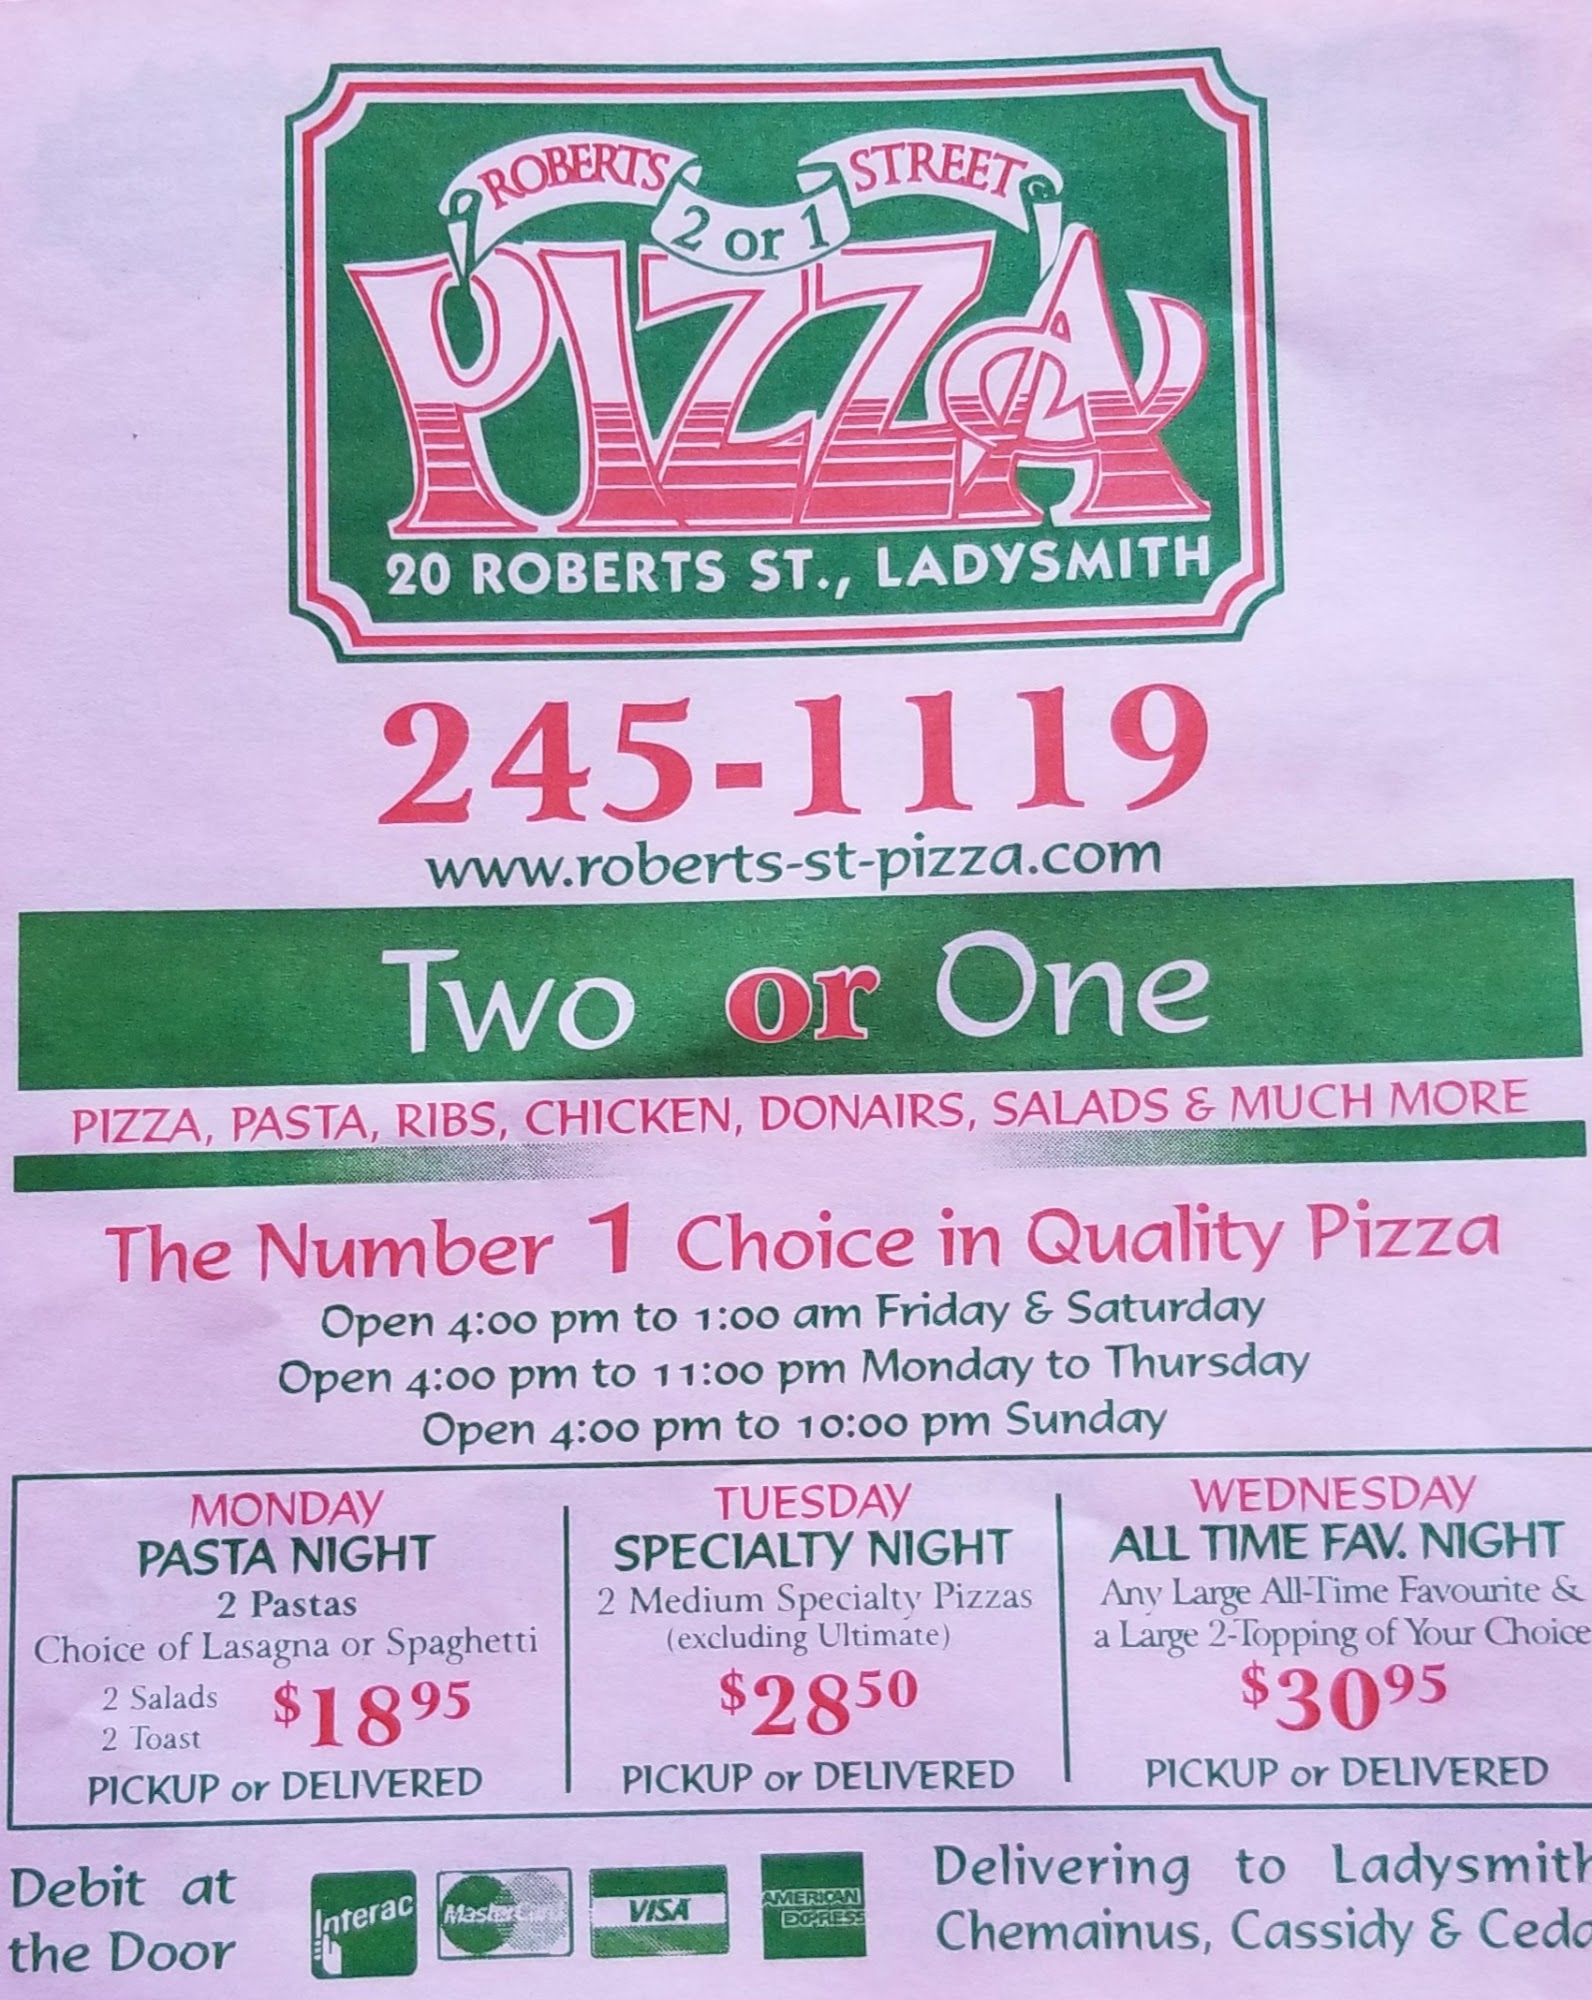 ROBERTS STREET
2 or 1
PIZZA
20 ROBERTS ST., LADYSMITH
245-1119
www.roberts-st-pizza.com
Two or One
PIZZA, PASTA, RIBS, CHICKEN, DONAIRS, SALADS & MUCH MORE
The Number 1 Choice in Quality Pizza
Open 4:00 pm to 1:00 am Friday & Saturday
Open 4:00 pm to 11:00 pm Monday to Thursday
Open 4:00 pm to 10:00 pm Sunday
MONDAY
PASTA NIGHT
2 Pastas
Choice of Lasagna or Spaghetti
2 Salads
2 Toast
$18.95
PICKUP or DELIVERED
TUESDAY
SPECIALTY NIGHT
2 Medium Specialty Pizzas
(excluding Ultimate)
$28.50
PICKUP or DELIVERED
WEDNESDAY
ALL TIME FAV. NIGHT
Any Large All-Time Favourite &
a Large 2-Topping of Your Choice
$30.95
PICKUP or DELIVERED
Debit at
the Door
Interac
MasterCard
VISA
AMERICAN
EXPRESS
Delivering to Ladysmith
Chemainus, Cassidy &